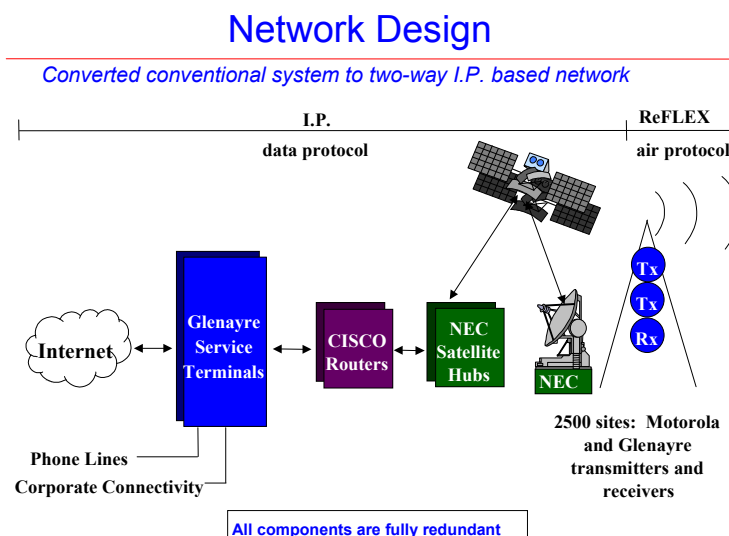 Network Design
Converted conventional system to two-way I.P. based network
I.P.
ReFLEX
data protocol
air protocol
Internet
Glenayre
Service
Terminals
CISCO
Routers
NEC
Satellite
Hubs
NEC
Tx
Tx
Rx
Phone Lines
Corporate Connectivity
2500 sites: Motorola
and Glenayre
transmitters and
receivers
All components are fully redundant